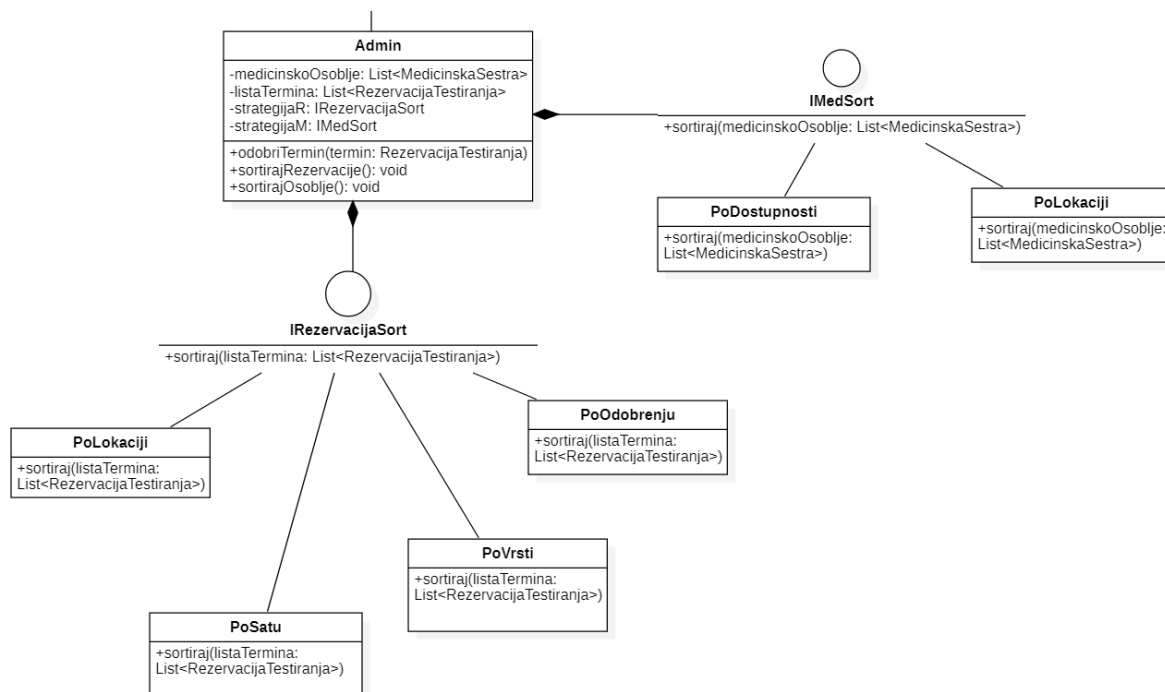 Admin
-medicinskoOsoblje: List<MedicinskaSestra>
-listaTermina: List<RezervacijaTestiranja>
-strategijaR: IRezervacijaSort
-strategijaM: IMedSort
+odobriTermin(termin: RezervacijaTestiranja)
+sortirajRezervacije(): void
+sortirajOsoblje(): void
IMedSort
+sortiraj(medicinskoOsoblje: List<MedicinskaSestra>)
PoDostupnosti
+sortiraj(medicinskoOsoblje:
List<MedicinskaSestra>)
PoLokaciji
+sortiraj(medicinskoOsoblje:
List<MedicinskaSestra>)
IRezervacijaSort
+sortiraj(listaTermina: List<RezervacijaTestiranja>)
PoLokaciji
+sortiraj(listaTermina:
List<RezervacijaTestiranja>)
PoOdobrenju
+sortiraj(listaTermina:
List<RezervacijaTestiranja>)
PoVrsti
+sortiraj(listaTermina:
List<RezervacijaTestiranja>)
PoSatu
+sortiraj(listaTermina:
List<RezervacijaTestiranja>)